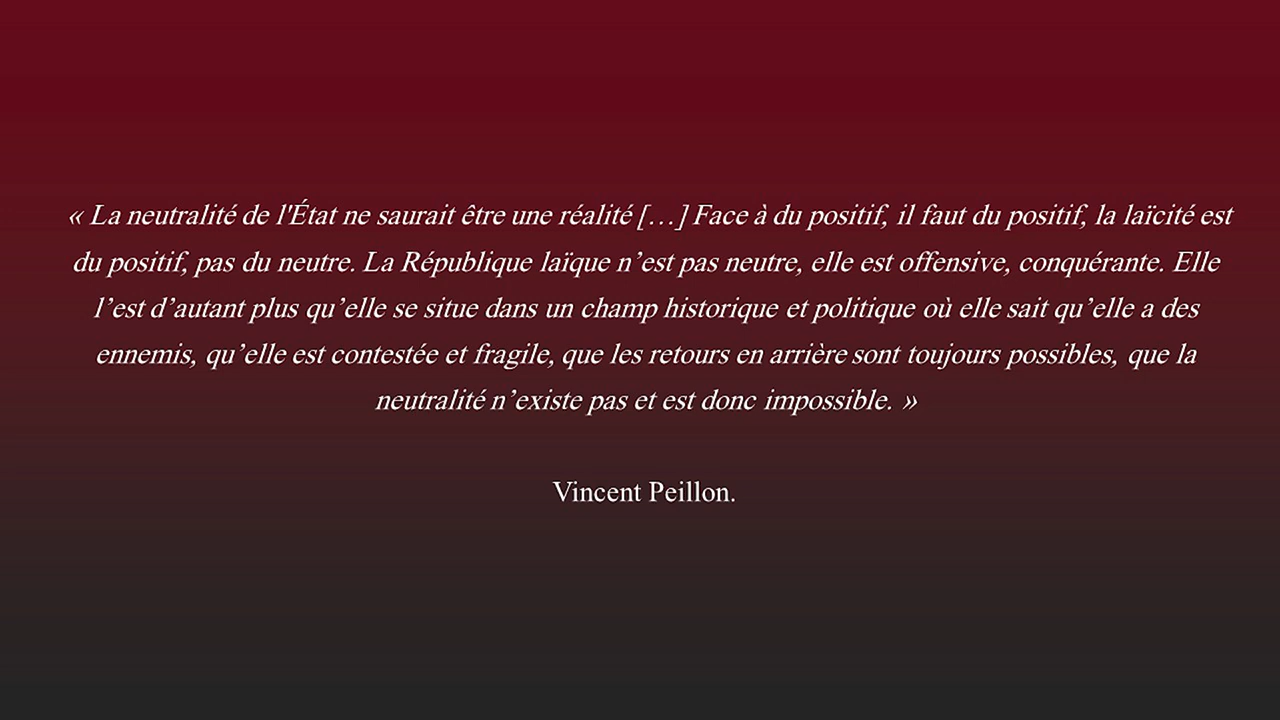 « La neutralité de l'État ne saurait être une réalité […] Face à du positif, il faut du positif, la laïcité est
du positif, pas du neutre. La République laïque n’est pas neutre, elle est offensive, conquérante. Elle
l’est d’autant plus qu’elle se situe dans un champ historique et politique où elle sait qu’elle a des
ennemis, qu’elle est contestée et fragile, que les retours en arrière sont toujours possibles, que la
neutralité n’existe pas et est donc impossible. »
Vincent Peillon.